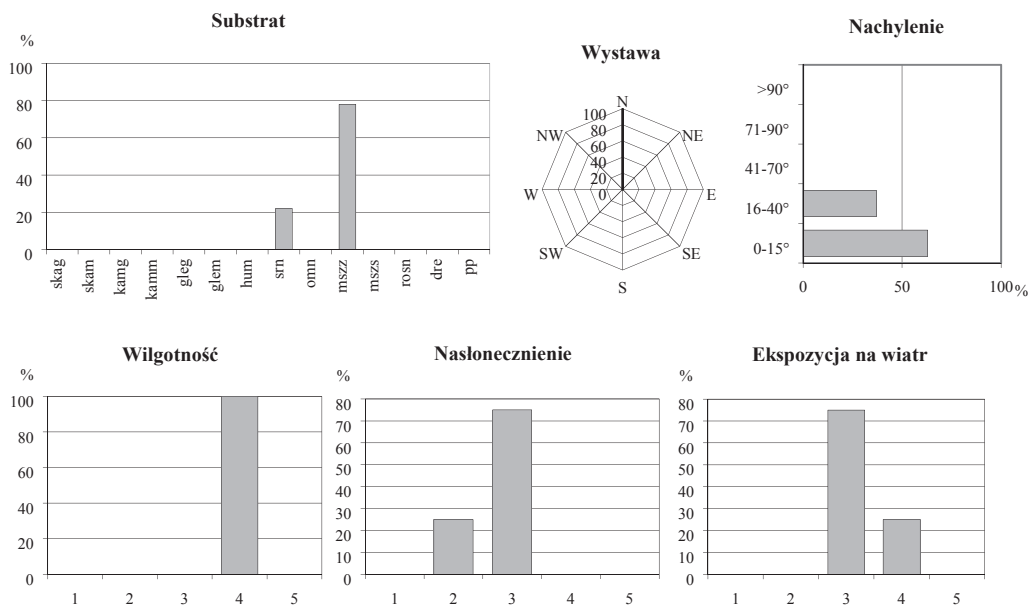 Substrat
%
100
80
60
40
20
0
skag
skam
kamg
kamm
gleg
glem
hum
srn
omn
mszz
mszs
rosn
dre
pp
Wystawa
N
NE
E
SE
S
SW
W
NW
100
80
60
40
20
0
Nachylenie
>90°
71-90°
41-70°
16-40°
0-15°
0 50 100 %
Wilgotność
%
100
80
60
40
20
0
1 2 3 4 5
Nasłonecznienie
%
80
70
60
50
40
30
20
10
0
1 2 3 4 5
Ekspozycja na wiatr
%
80
70
60
50
40
30
20
10
0
1 2 3 4 5